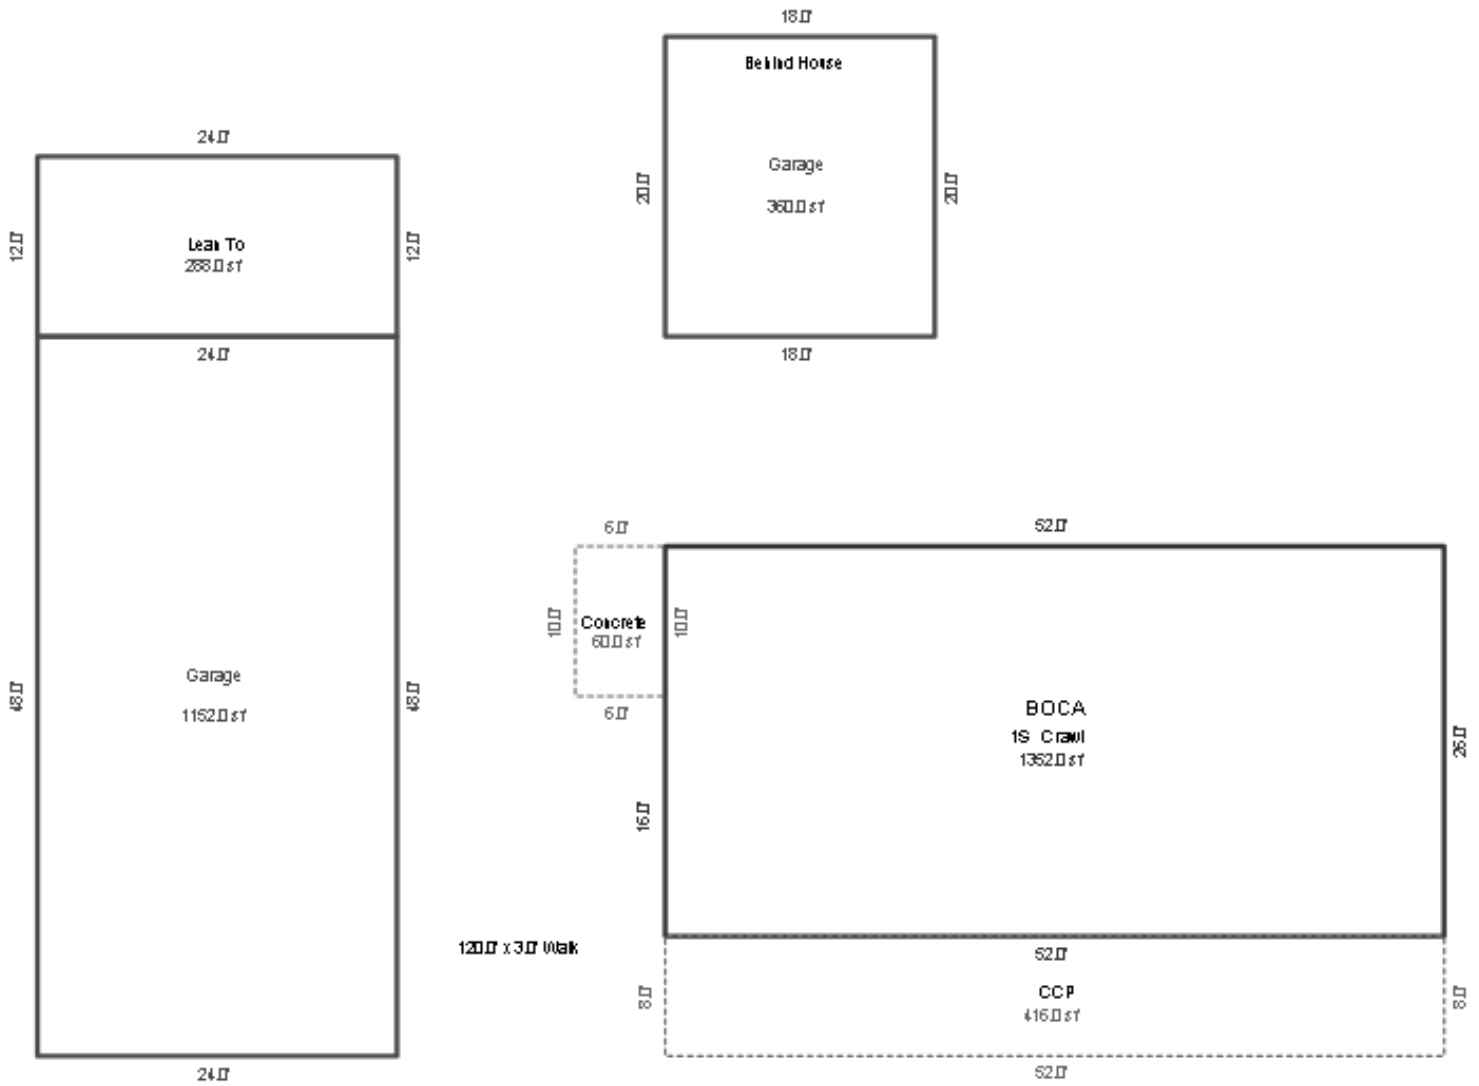 18.0'
Behind House
24.0'
Garage
20.0'
20.0'
360.0 sf
12.0'
Lean To
12.0'
288.0 sf
24.0'
18.0'
6.0'
52.0'
10.0'
Concrete
10.0'
60.0 sf
Garage
48.0'
48.0'
6.0'
BOCA
1152.0 sf
1S Crawl
26.0'
1352.0 sf
16.0'
120.0' x 3.0' Walk
52.0'
CCP
8.0'
8.0'
416.0 sf
24.0'
52.0'